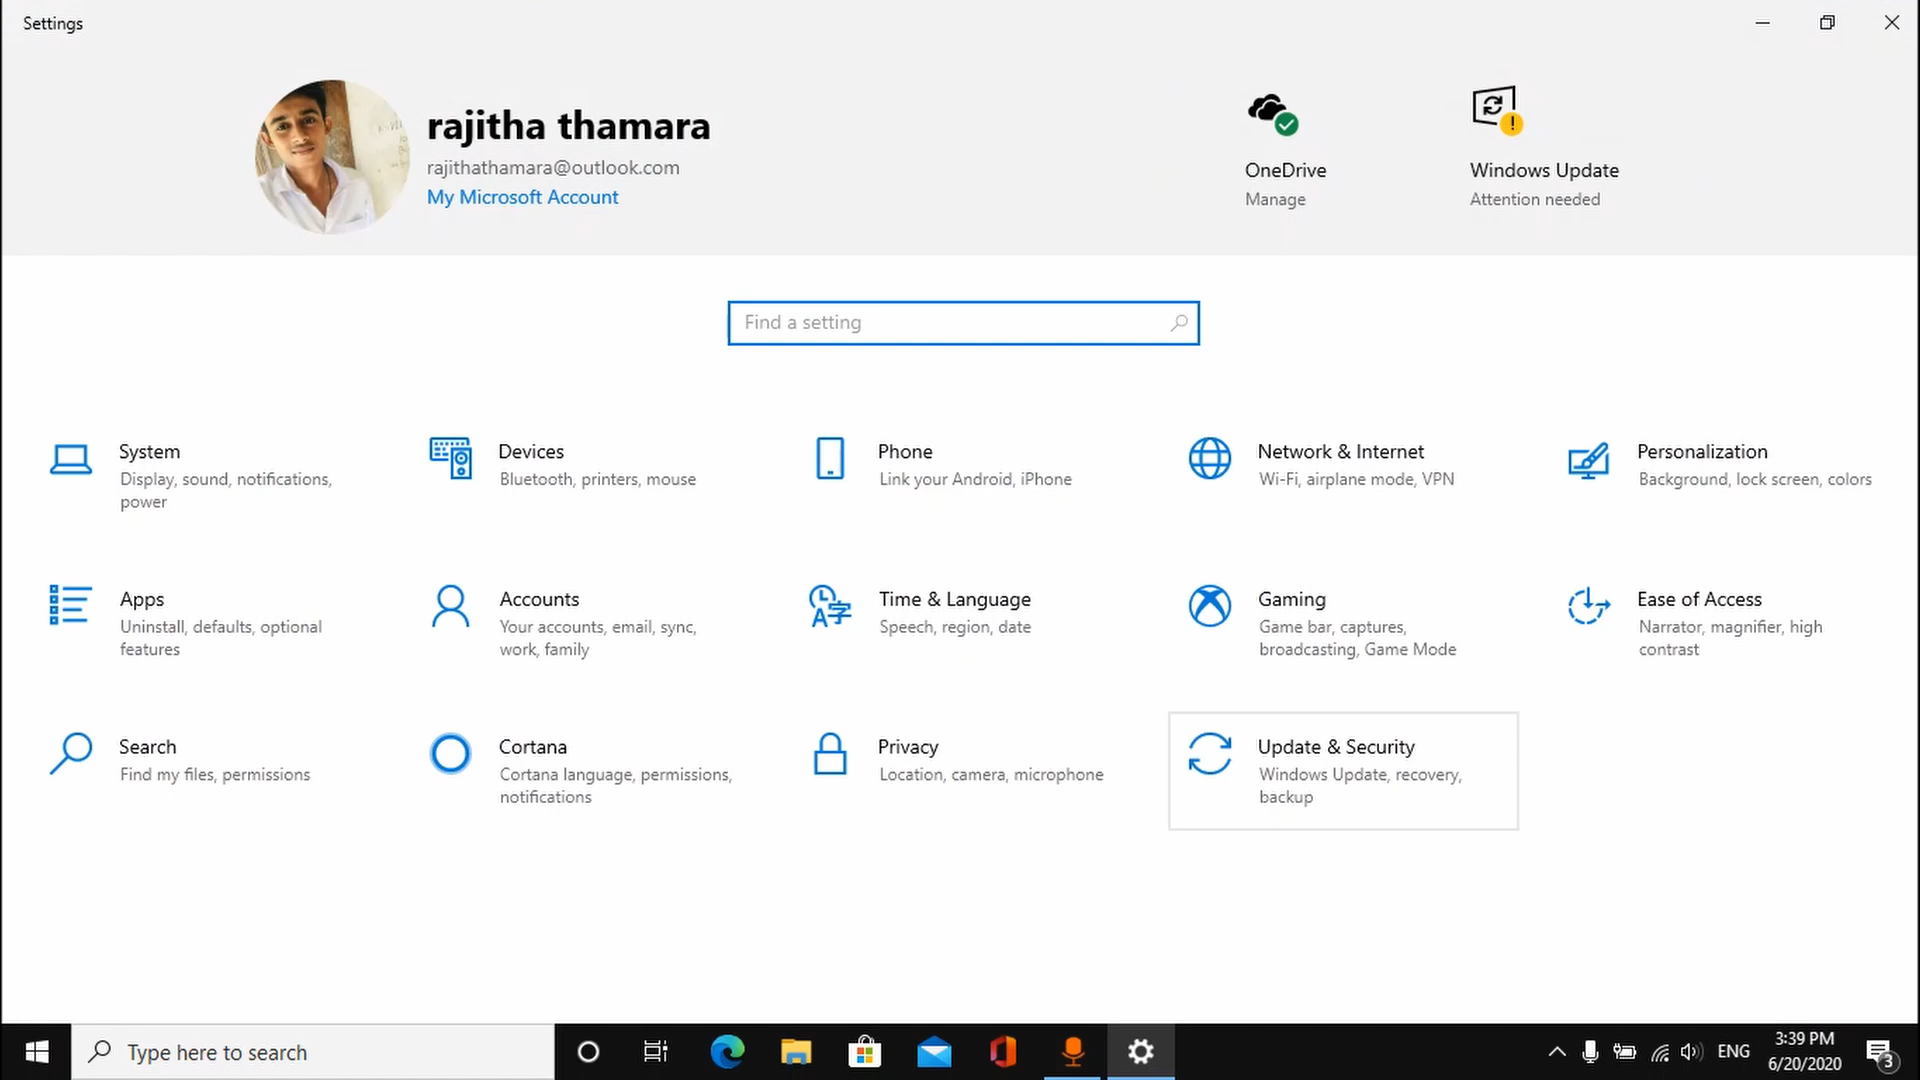 Settings
rajitha thamara
rajithathamara@outlook.com
My Microsoft Account
OneDrive
Manage
Windows Update
Attention needed
Find a setting
System
Display, sound, notifications,
power
Devices
Bluetooth, printers, mouse
Phone
Link your Android, iPhone
Network & Internet
Wi-Fi, airplane mode, VPN
Personalization
Background, lock screen, colors
Apps
Uninstall, defaults, optional
features
Accounts
Your accounts, email, sync,
work, family
Time & Language
Speech, region, date
Gaming
Game bar, captures,
broadcasting, Game Mode
Ease of Access
Narrator, magnifier, high
contrast
Search
Find my files, permissions
Cortana
Cortana language, permissions,
notifications
Privacy
Location, camera, microphone
Update & Security
Windows Update, recovery,
backup
Type here to search
ENG
3:39 PM
6/20/2020
3